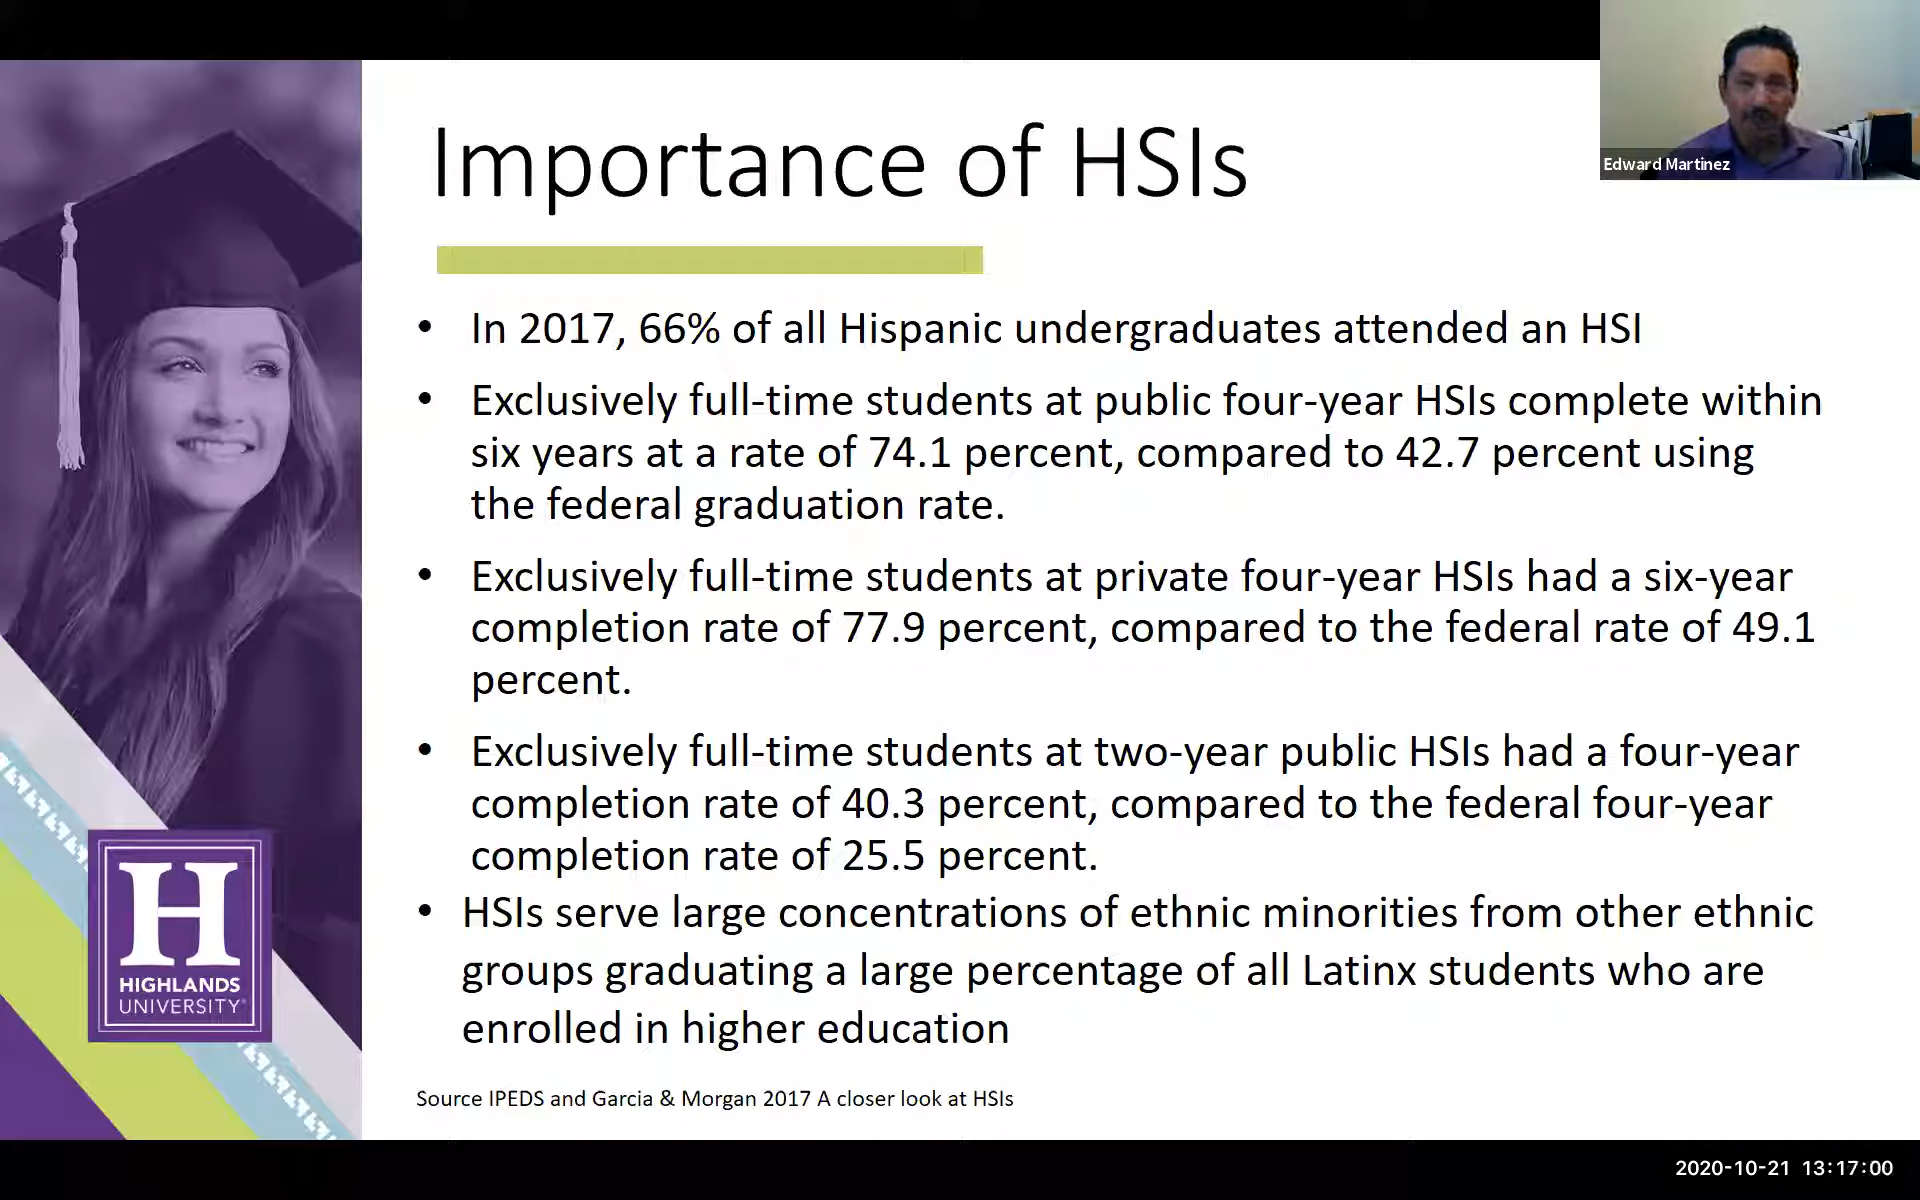 Importance of HSIs
Edward Martinez
• In 2017, 66% of all Hispanic undergraduates attended an HSI
• Exclusively full-time students at public four-year HSIs complete within
six years at a rate of 74.1 percent, compared to 42.7 percent using
the federal graduation rate.
• Exclusively full-time students at private four-year HSIs had a six-year
completion rate of 77.9 percent, compared to the federal rate of 49.1
percent.
• Exclusively full-time students at two-year public HSIs had a four-year
completion rate of 40.3 percent, compared to the federal four-year
completion rate of 25.5 percent.
• HSIs serve large concentrations of ethnic minorities from other ethnic
groups graduating a large percentage of all Latinx students who are
enrolled in higher education
Source IPEDS and Garcia & Morgan 2017 A closer look at HSIs
H
HIGHLANDS
UNIVERSITY
2020-10-21 13:17:00